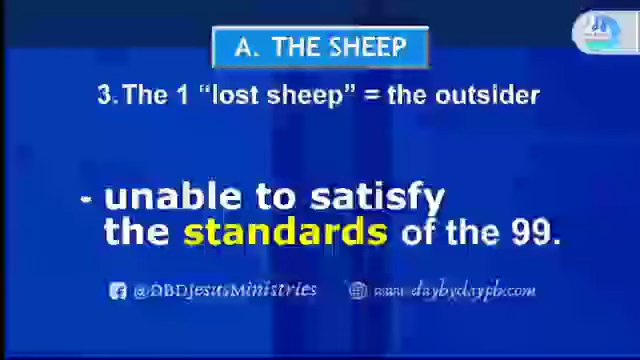 A. THE SHEEP
3. The 1 “lost sheep” = the outsider
- unable to satisfy
the standards of the 99.
@DBDJesusMinistries www.daybydayph.com